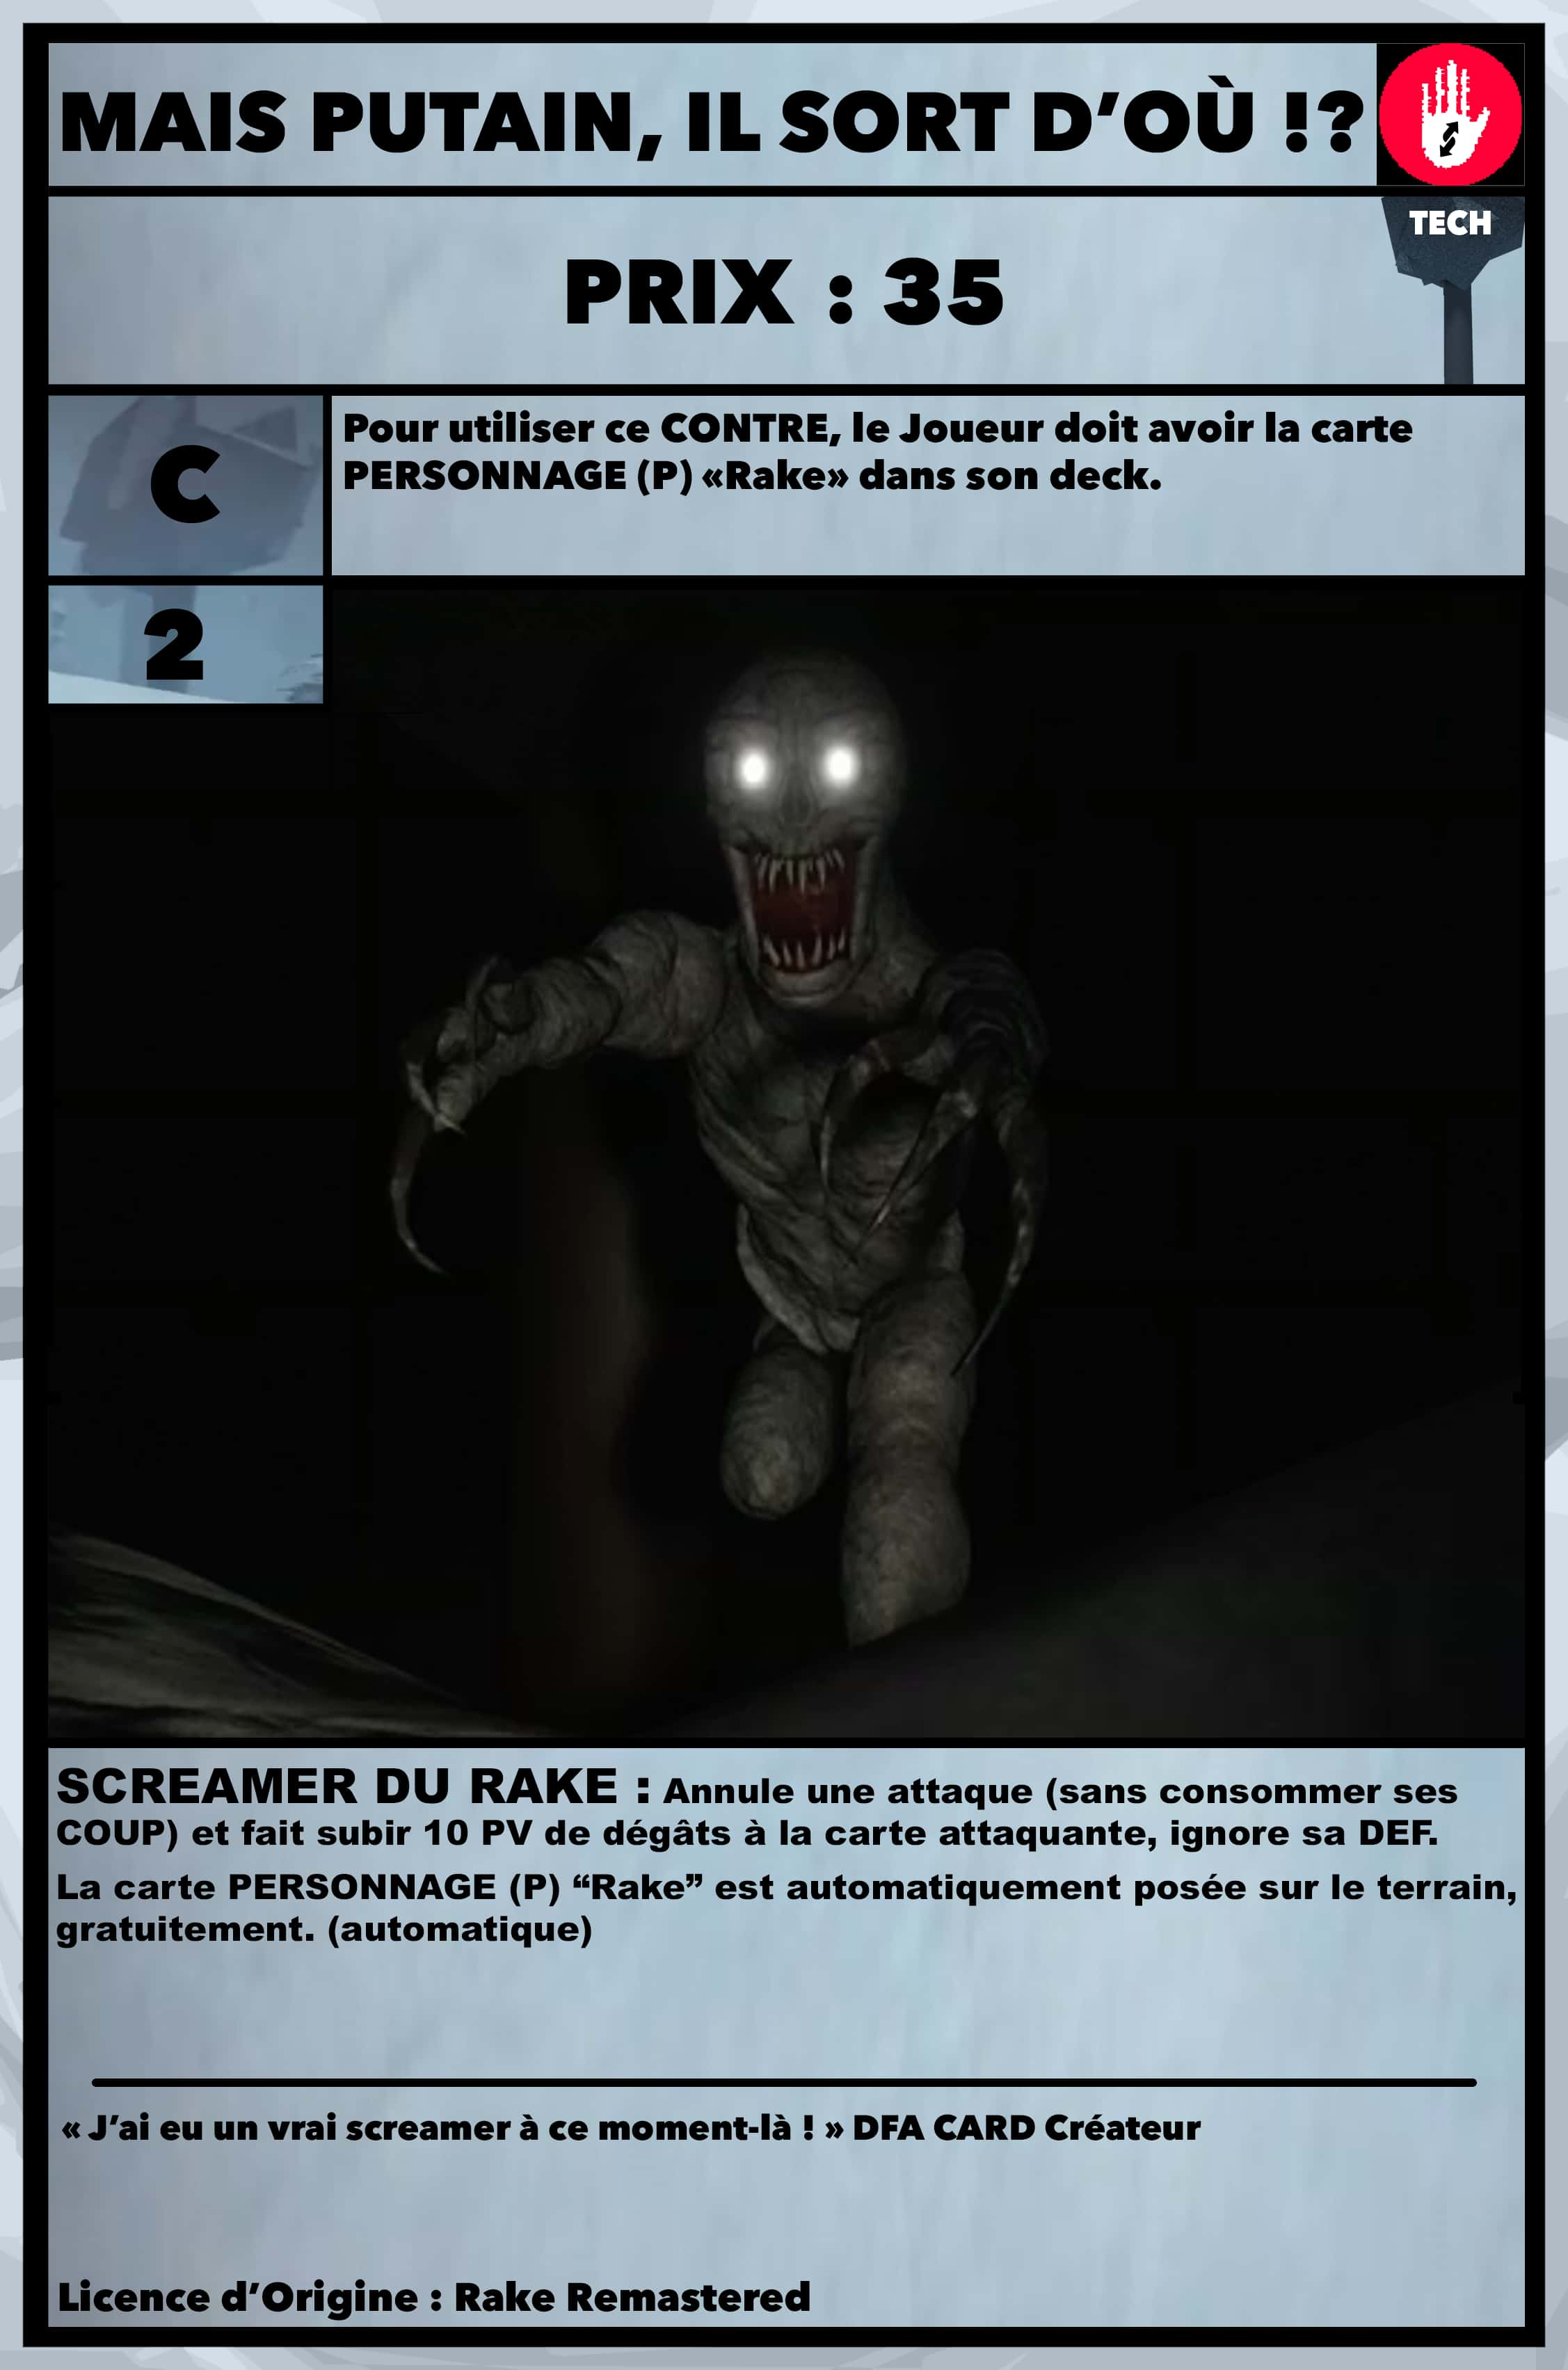 MAIS PUTAIN, IL SORT D’OÙ !?
TECH
PRIX : 35
C
Pour utiliser ce CONTRE, le Joueur doit avoir la carte
PERSONNAGE (P) «Rake» dans son deck.
2
SCREAMER DU RAKE : Annule une attaque (sans consommer ses
COUP) et fait subir 10 PV de dégâts à la carte attaquante, ignore sa DEF.
La carte PERSONNAGE (P) “Rake” est automatiquement posée sur le terrain,
gratuitement. (automatique)
« J’ai eu un vrai screamer à ce moment-là ! » DFA CARD Créateur
Licence d’Origine : Rake Remastered